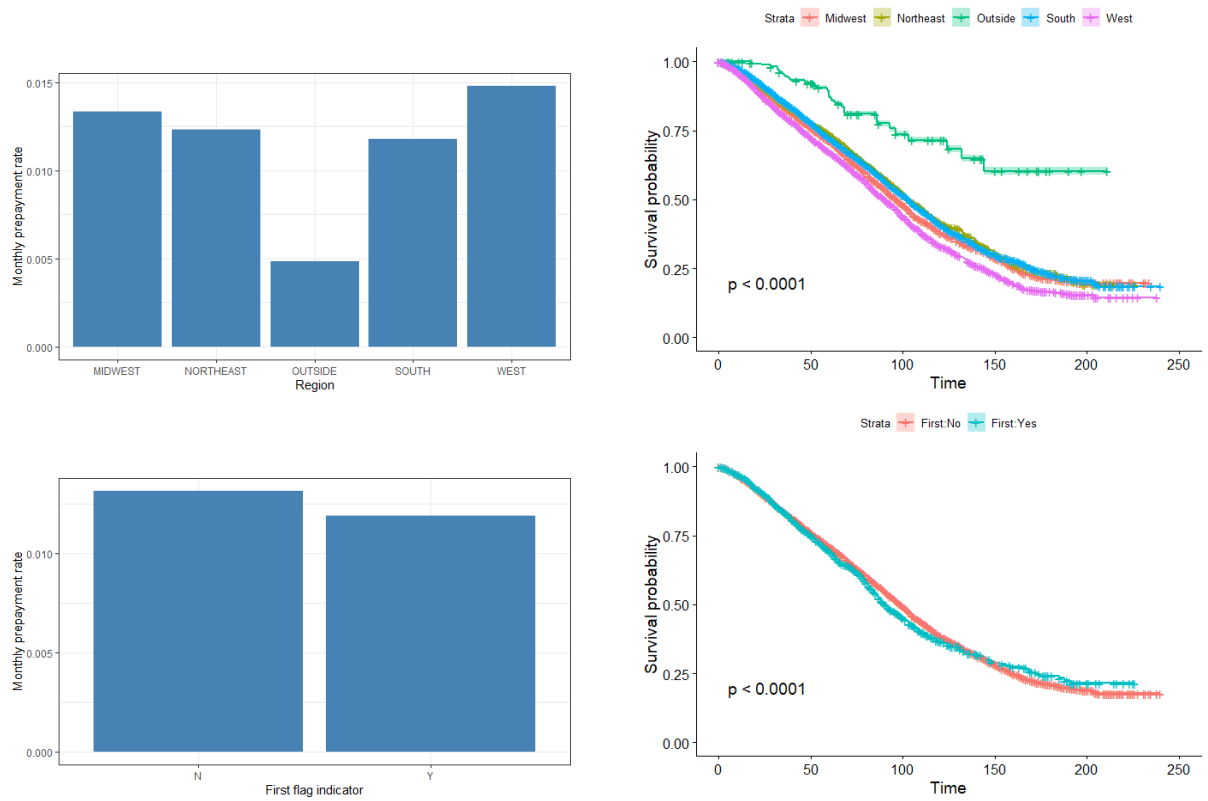 Strata Midwest Northeast Outside South West
Monthly prepayment rate
0.015
0.010
0.005
0.000
MIDWEST NORTHEAST OUTSIDE SOUTH WEST
Region
Survival probability
1.00
0.75
0.50
0.25
0.00
p < 0.0001
0 50 100 150 200 250
Time
Strata First:No First:Yes
Monthly prepayment rate
0.010
0.005
0.000
N Y
First flag indicator
Survival probability
1.00
0.75
0.50
0.25
0.00
p < 0.0001
0 50 100 150 200 250
Time